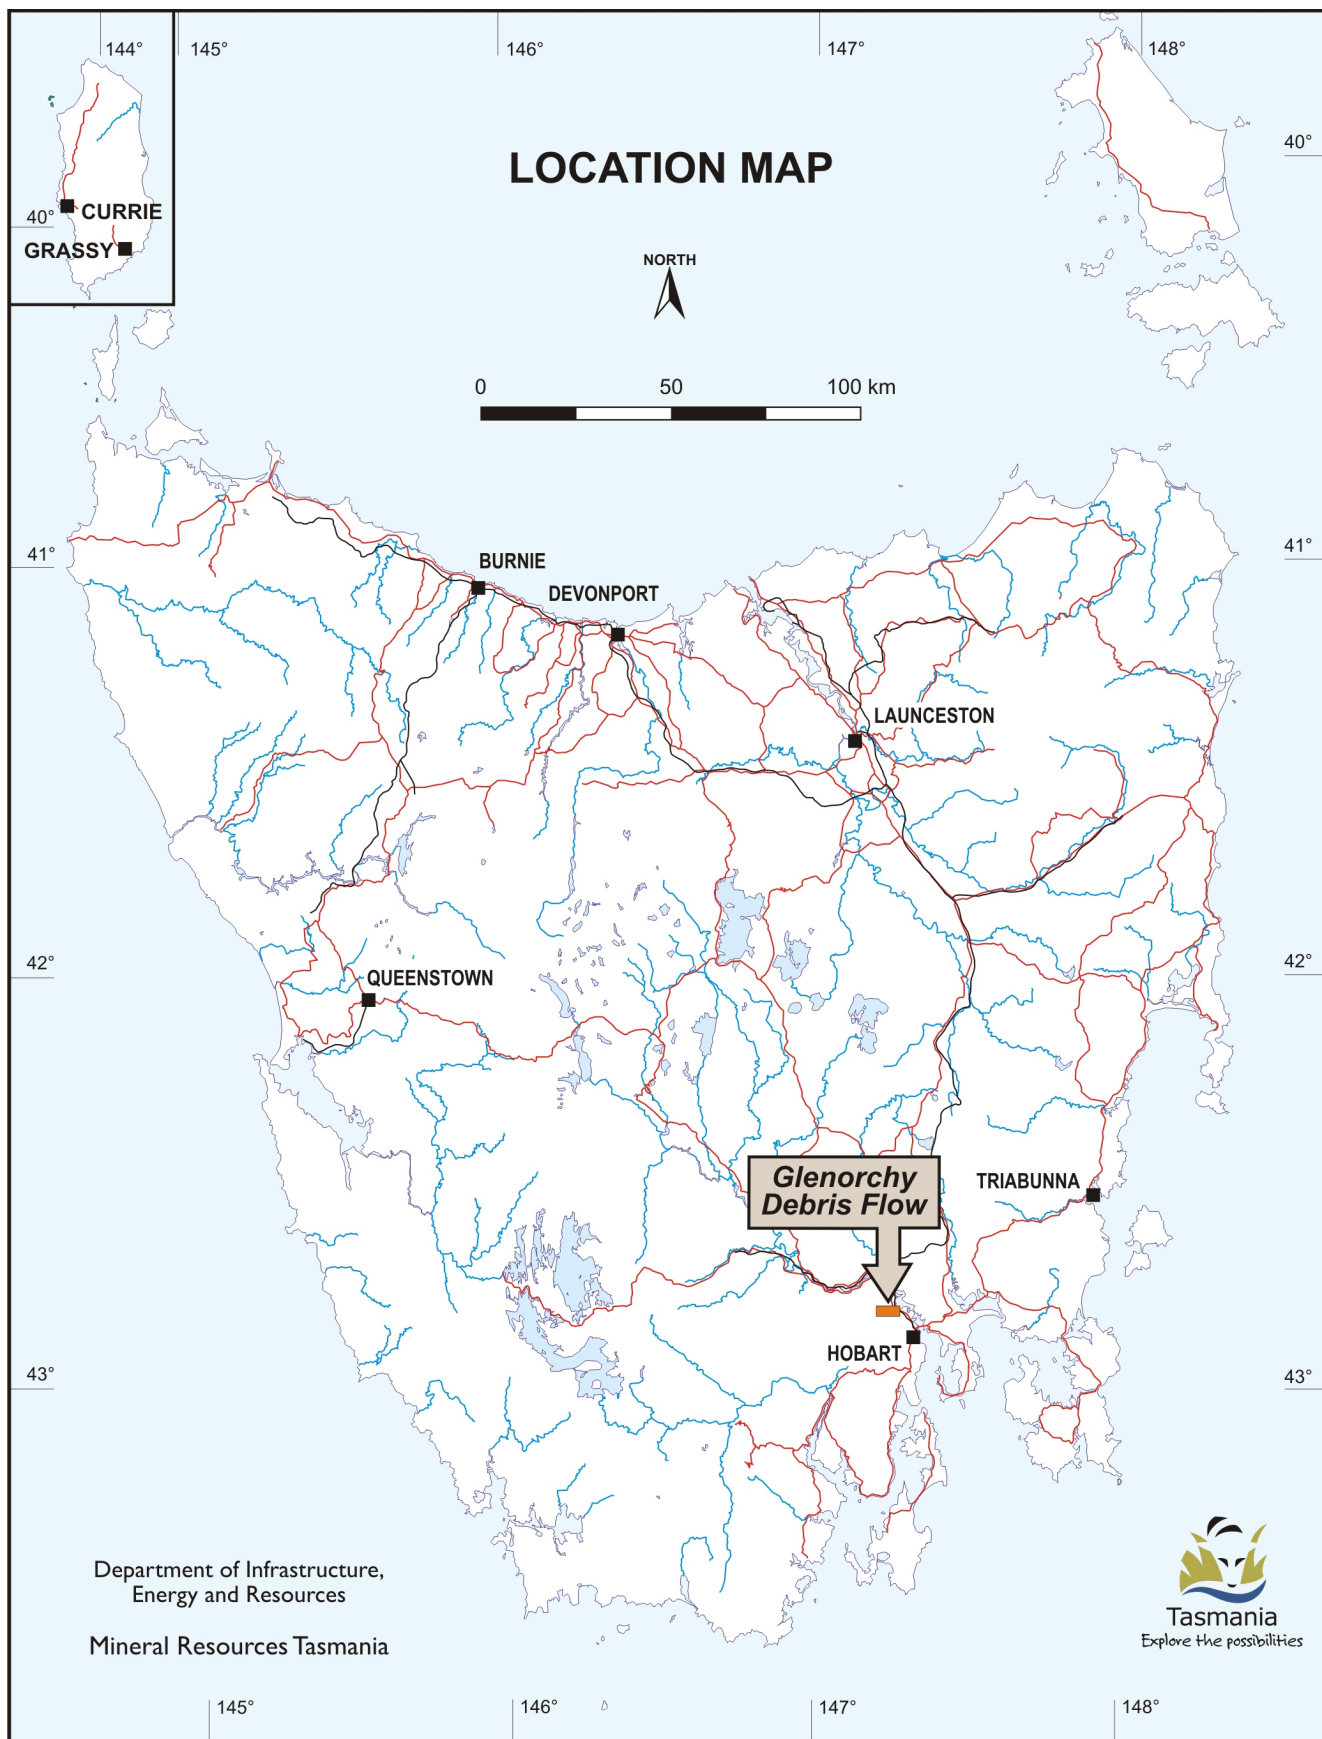 144°
145°
146°
147°
148°
40°
LOCATION MAP
CURRIE
40°
GRASSY
NORTH
0 50 100 km
41°
41°
BURNIE
DEVONPORT
LAUNCESTON
42°
42°
QUEENSTOWN
Glenorchy
Debris Flow
TRIABUNNA
HOBART
43°
43°
Department of Infrastructure,
Energy and Resources
Mineral Resources Tasmania
Tasmania
Explore the possibilities
145°
146°
147°
148°